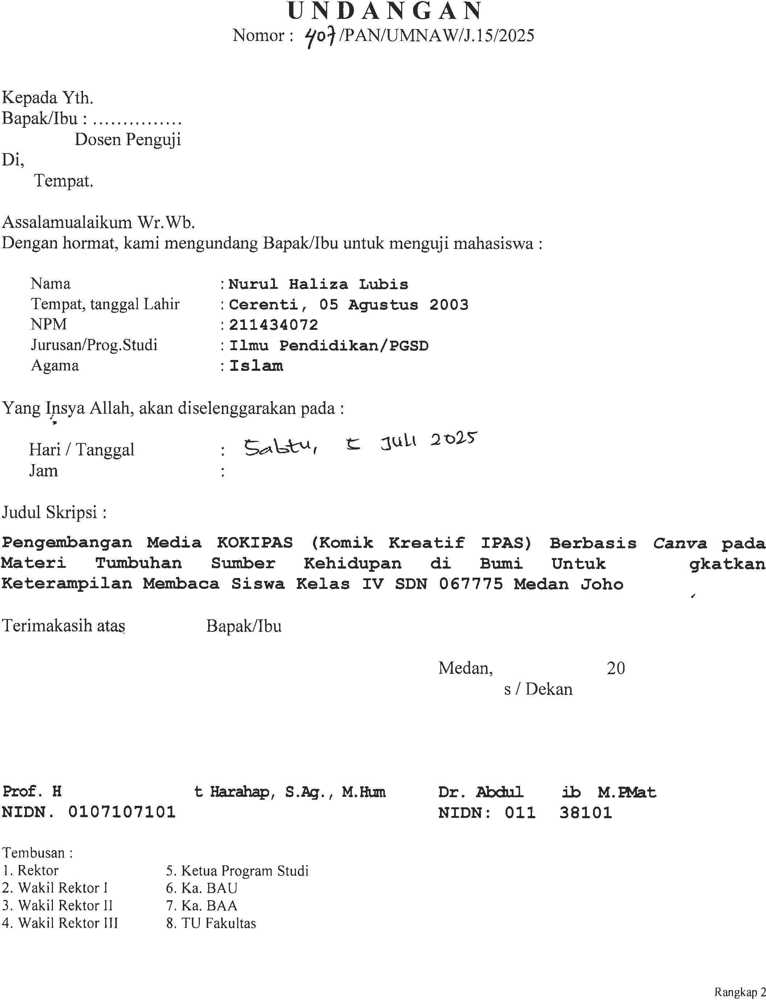 UNDANGAN
Nomor : 407/PAN/UMNAW/J.15/2025
Kepada Yth.
Bapak/Ibu : ...............
Dosen Penguji
Di,
Tempat.
Assalamualaikum Wr.Wb.
Dengan hormat, kami mengundang Bapak/Ibu untuk menguji mahasiswa :
Nama : Nurul Haliza Lubis
Tempat, tanggal Lahir : Cerenti, 05 Agustus 2003
NPM : 211434072
Jurusan/Prog.Studi : Ilmu Pendidikan/PGSD
Agama : Islam
Yang Insya Allah, akan diselenggarakan pada :
Hari / Tanggal : Sabtu, 5 Juli 2025
Jam :
Judul Skripsi :
Pengembangan Media KOKIPAS (Komik Kreatif IPAS) Berbasis Canva pada
Materi Tumbuhan Sumber Kehidupan di Bumi Untuk gkatkan
Keterampilan Membaca Siswa Kelas IV SDN 067775 Medan Joho
Terimakasih atas Bapak/Ibu
Medan, 20
s / Dekan
Prof. H t Harahap, S.Ag., M.Hum Dr. Abdul ib M.PMat
NIDN. 0107107101 NIDN: 011 38101
Tembusan :
1. Rektor 5. Ketua Program Studi
2. Wakil Rektor I 6. Ka. BAU
3. Wakil Rektor II 7. Ka. BAA
4. Wakil Rektor III 8. TU Fakultas
Rangkap 2